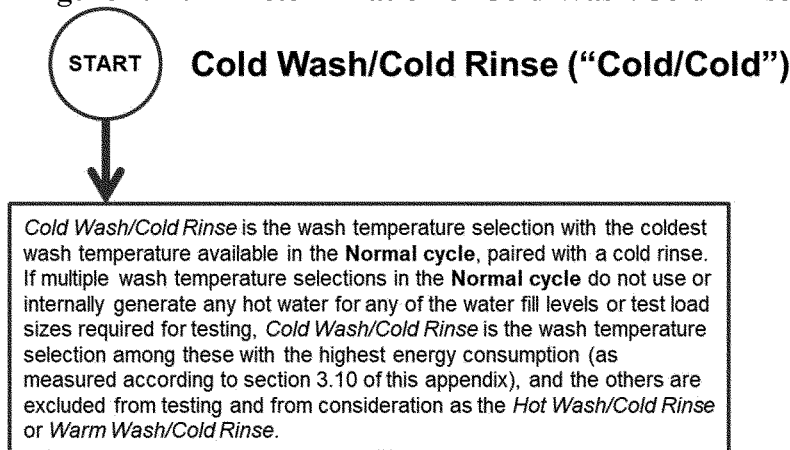 START
Cold Wash/Cold Rinse (“Cold/Cold”)
Cold Wash/Cold Rinse is the wash temperature selection with the coldest
wash temperature available in the Normal cycle, paired with a cold rinse.
If multiple wash temperature selections in the Normal cycle do not use or
internally generate any hot water for any of the water fill levels or test load
sizes required for testing, Cold Wash/Cold Rinse is the wash temperature
selection among these with the highest energy consumption (as
measured according to section 3.10 of this appendix), and the others are
excluded from testing and from consideration as the Hot Wash/Cold Rinse
or Warm Wash/Cold Rinse.